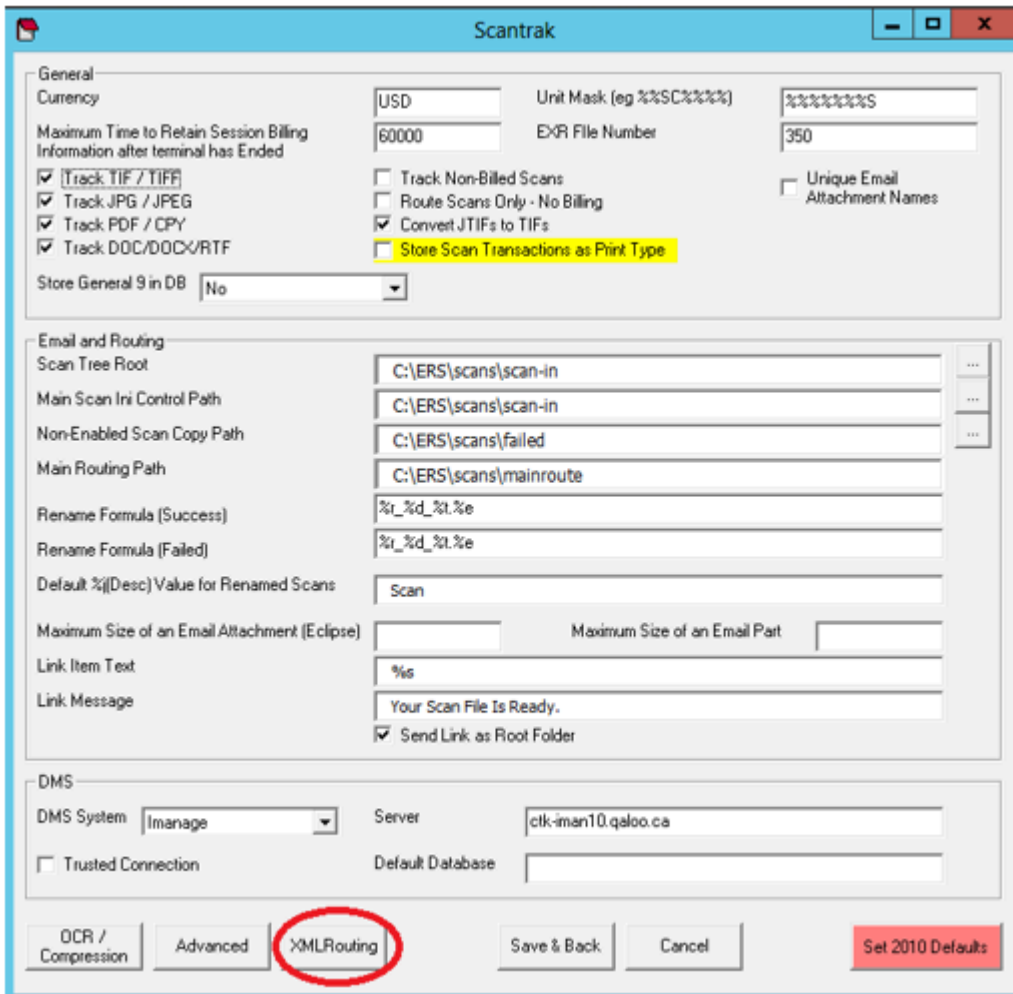 Scantrak
General
Currency
USD
Unit Mask (eg %%SC%%%%)
%%%%%%%S
Maximum Time to Retain Session Billing
Information after terminal has Ended
60000
EXR FIle Number
350
Track TIF / TIFF
Track Non-Billed Scans
Unique Email
Attachment Names
Track JPG / JPEG
Route Scans Only - No Billing
Track PDF / CPY
Convert JTIFs to TIFs
Track DOC/DOCX/RTF
Store Scan Transactions as Print Type
Store General 9 in DB
No
Email and Routing
Scan Tree Root
C:\ERS\scans\scan-in
...
Main Scan Ini Control Path
C:\ERS\scans\scan-in
...
Non-Enabled Scan Copy Path
C:\ERS\scans\failed
...
Main Routing Path
C:\ERS\scans\mainroute
Rename Formula (Success)
%r_%d_%t.%e
Rename Formula (Failed)
%r_%d_%t.%e
Default %j(Desc) Value for Renamed Scans
Scan
Maximum Size of an Email Attachment (Eclipse)
Maximum Size of an Email Part
Link Item Text
%s
Link Message
Your Scan File Is Ready.
Send Link as Root Folder
DMS
DMS System
Imanage
Server
ctk-iman10.qaloo.ca
Trusted Connection
Default Database
OCR /
Compression
Advanced
XMLRouting
Save & Back
Cancel
Set 2010 Defaults